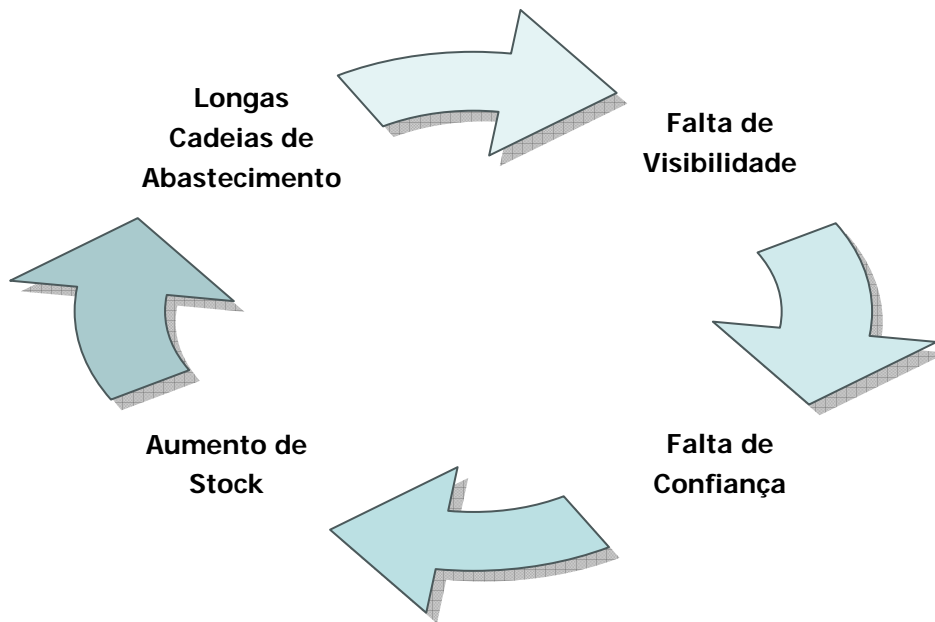 Longas
Cadeias de
Abastecimento
Falta de
Visibilidade
Falta de
Confiança
Aumento de
Stock